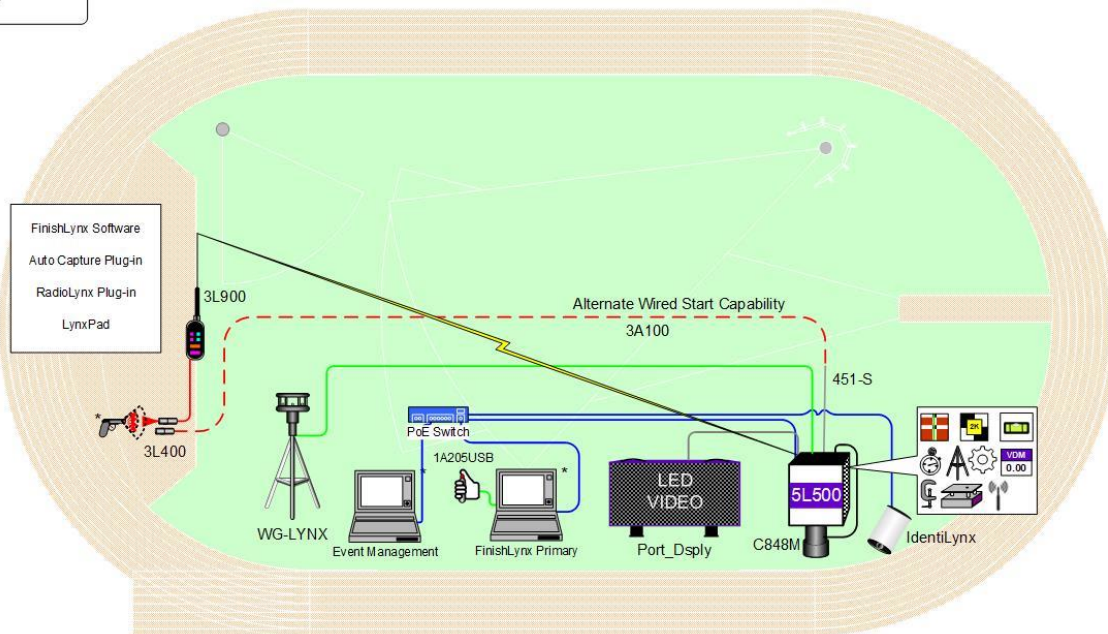 FinishLynx Software
Auto Capture Plug-in
RadioLynx Plug-in
LynxPad
3L900
Alternate Wired Start Capability
3A100
451-S
*
3L400
PoE Switch
1A205USB
*
*
LED
VIDEO
5L500
2K
VDM
0.00
WG-LYNX
Event Management
FinishLynx Primary
Port_Dsply
C848M
IdentiLynx